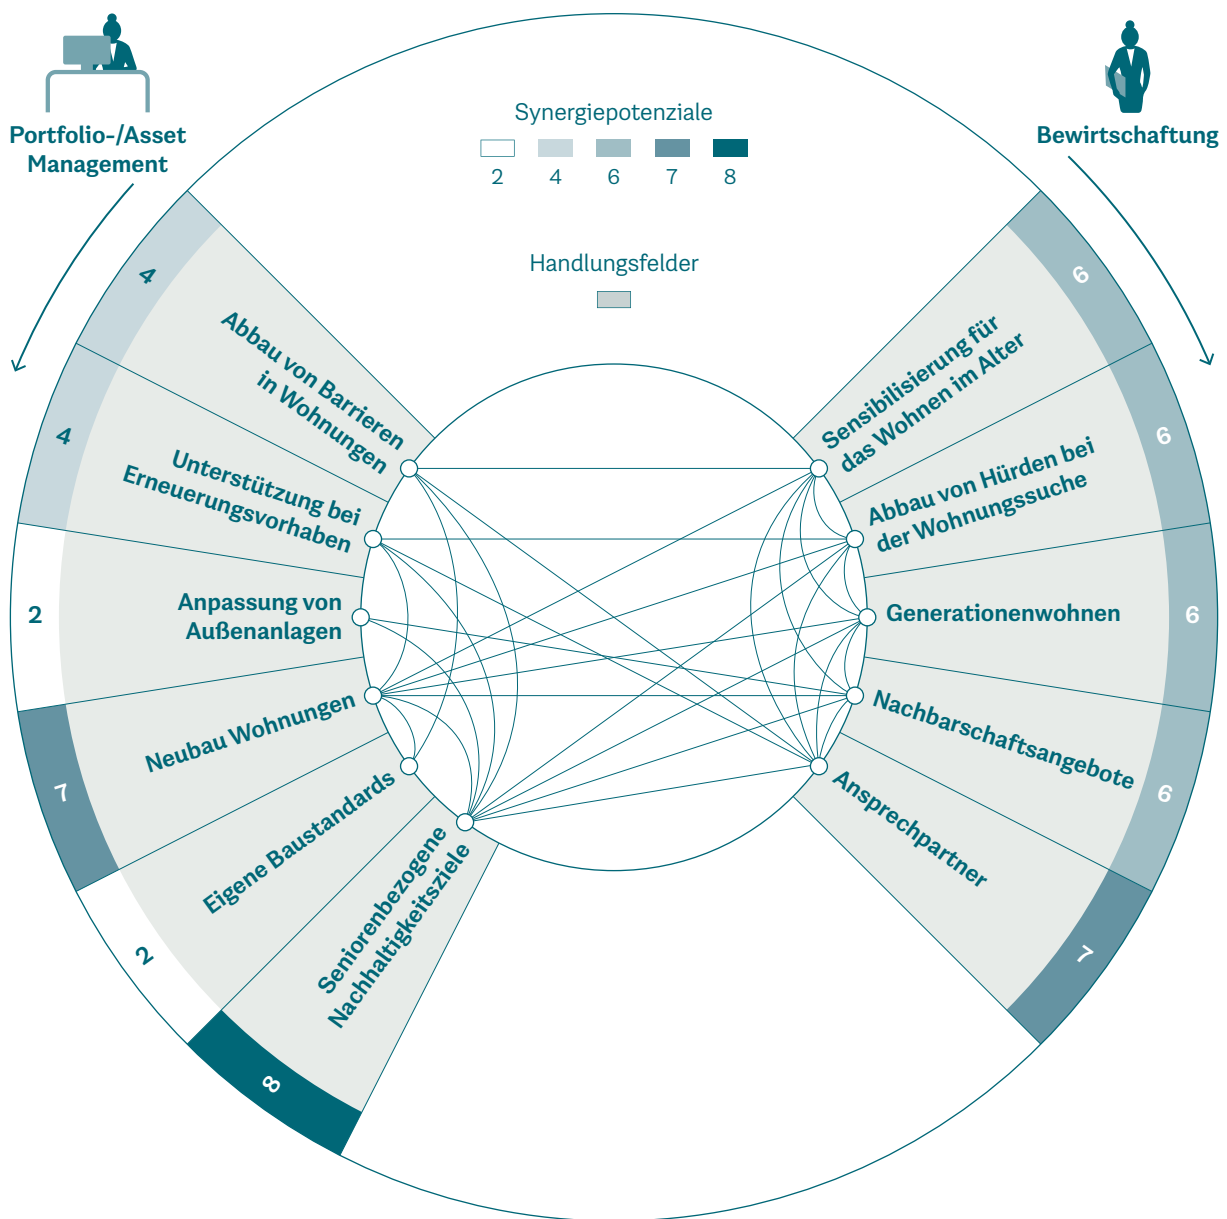 Portfolio-/Asset
Management
Bewirtschaftung
Synergiepotenziale
2 4 6 7 8
Handlungsfelder
4
Abbau von Barrieren
in Wohnungen
4
Unterstützung bei
Erneuerungsvorhaben
2
Anpassung von
Außenanlagen
7
Neubau Wohnungen
2
Eigene Baustandards
8
Seniorenbezogene
Nachhaltigkeitsziele
6
Sensibilisierung für
das Wohnen im Alter
6
Abbau von Hürden bei
der Wohnungssuche
6
Generationenwohnen
6
Nachbarschaftsangebote
7
Ansprechpartner